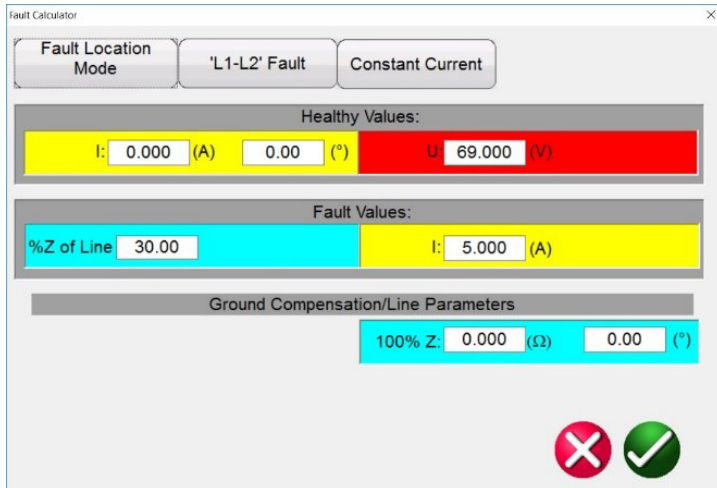 Fault Calculator
Fault Location
Mode
'L1-L2' Fault
Constant Current
Healthy Values:
I: 0.000 (A) 0.00 (°) U: 69.000 (V)
Fault Values:
%Z of Line 30.00 I: 5.000 (A)
Ground Compensation/Line Parameters
100% Z: 0.000 (Ω) 0.00 (°)